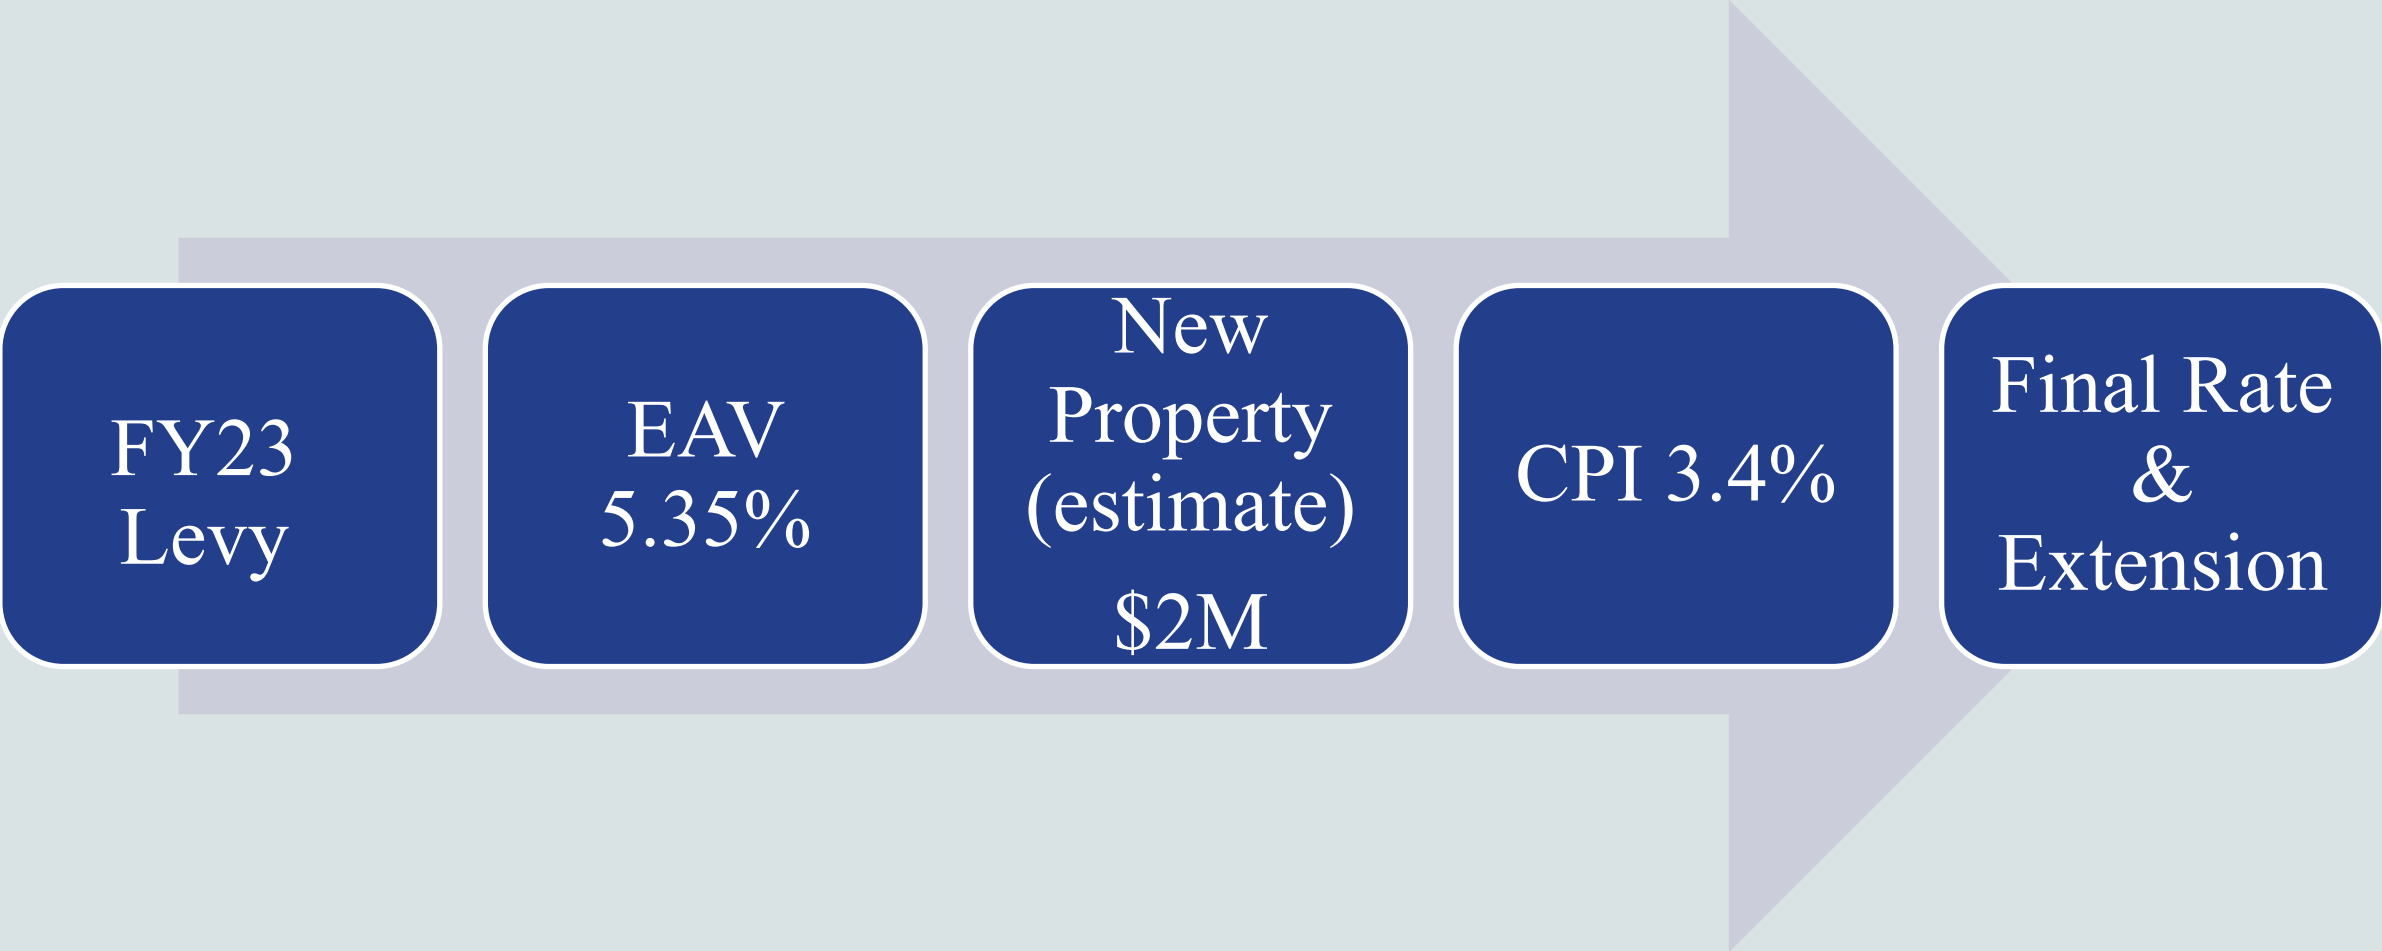 FY23
Levy
EAV
5.35%
New
Property
(estimate)
$2M
CPI 3.4%
Final Rate
&
Extension